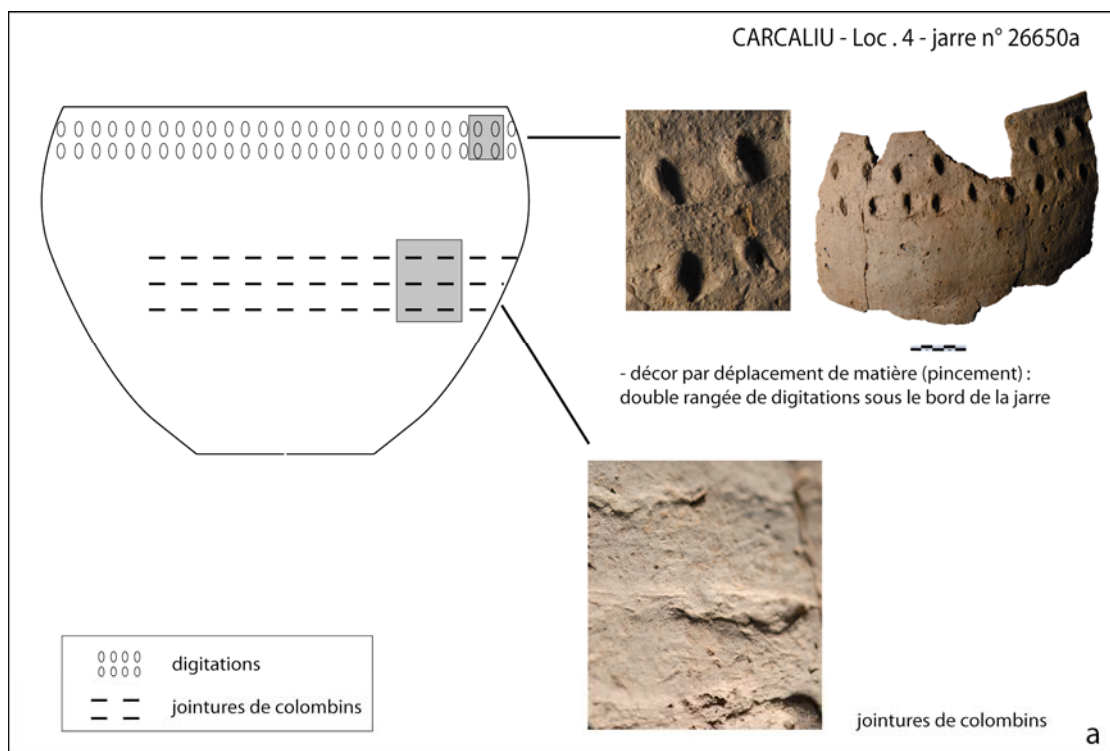 CARCALIU - Loc . 4 - jarre n° 26650a
- décor par déplacement de matière (pincement) :
double rangée de digitations sous le bord de la jarre
digitations
jointures de colombins
jointures de colombins
a